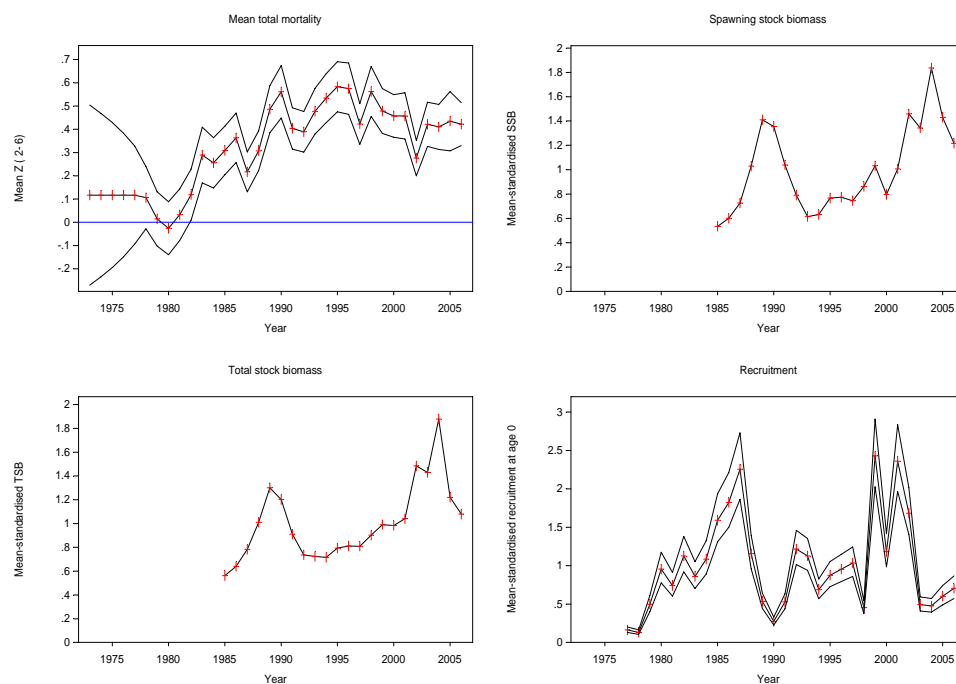 Mean total mortality
Mean Z ( 2- 6)
.7
.6
.5
.4
.3
.2
.1
0
-.1
-.2
1975 1980 1985 1990 1995 2000 2005
Year
Spawning stock biomass
Mean-standardised SSB
2
1.8
1.6
1.4
1.2
1
.8
.6
.4
.2
0
1975 1980 1985 1990 1995 2000 2005
Year
Total stock biomass
Mean-standardised TSB
2
1.8
1.6
1.4
1.2
1
.8
.6
.4
.2
0
1975 1980 1985 1990 1995 2000 2005
Year
Recruitment
Mean-standardised recruitment at age 0
3
2.5
2
1.5
1
.5
0
1975 1980 1985 1990 1995 2000 2005
Year